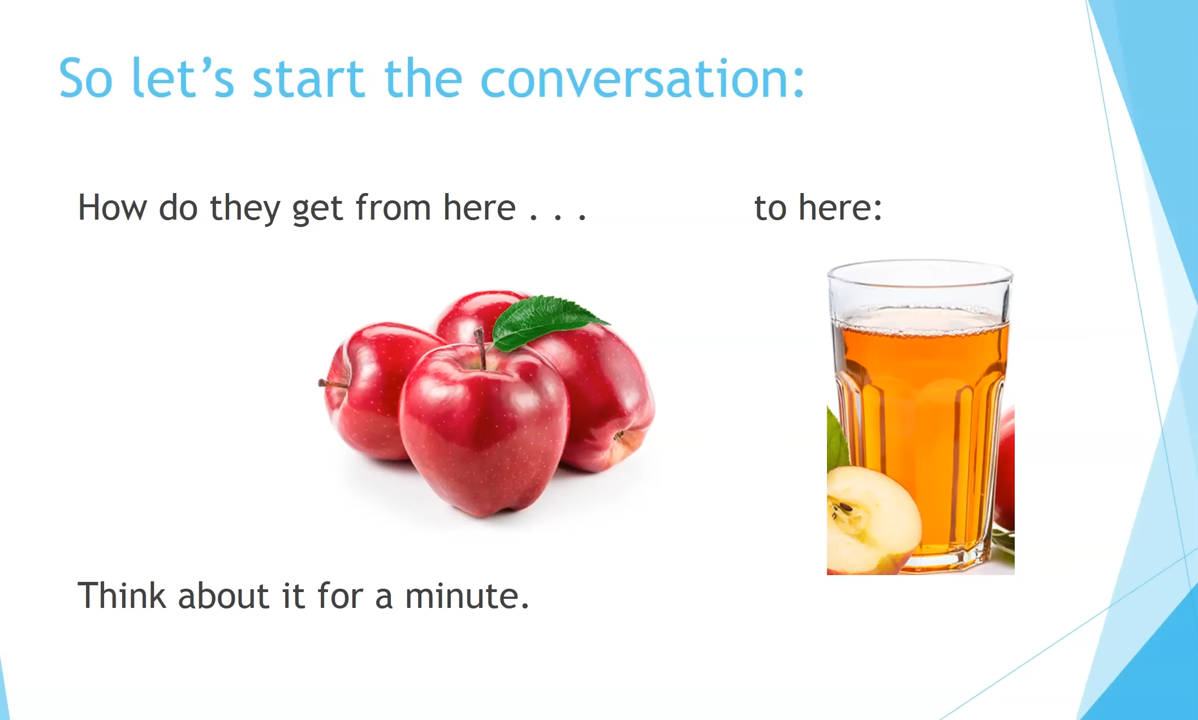 So let’s start the conversation:
How do they get from here . . . to here:
Think about it for a minute.